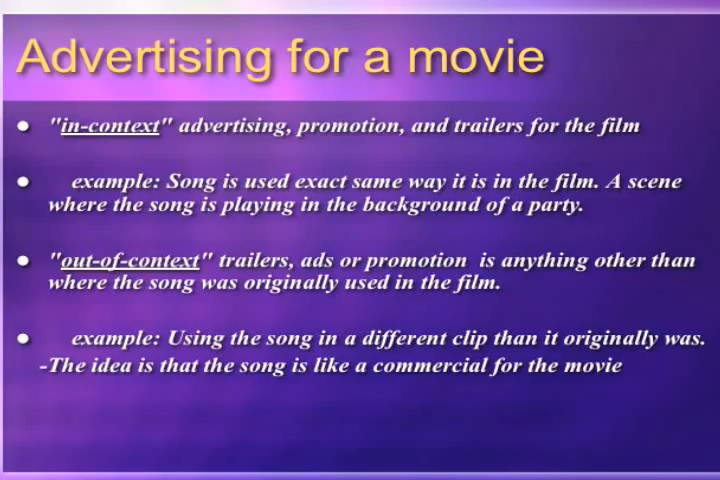 Advertising for a movie
● "in-context" advertising, promotion, and trailers for the film
● example: Song is used exact same way it is in the film. A scene
where the song is playing in the background of a party.
● "out-of-context" trailers, ads or promotion is anything other than
where the song was originally used in the film.
● example: Using the song in a different clip than it originally was.
-The idea is that the song is like a commercial for the movie